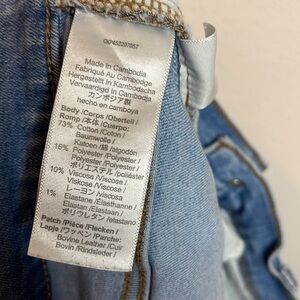 Made in Cambodia
Fabriqué Au Cambodge
Hergestellt in Kambodscha
Vervaardigd in Cambodja
カンボジア製
hecho en camboya
Body/Corps/Oberteil/
Romp/本体/Cuerpo:
73% Cotton/Coton/
Baumwolle/
Katoen/綿/algodón
16% Polyester/Polyester/
Polyester/Polyester/
ポリエステル/poliéster
10% Viscose/Viscose/
Viskose/Viscose/
レーヨン/viscosa
1% Elastane/Élasthanne/
Elastan/Elastaan/
ポリウレタン/elastano
Patch/Pièce/Flecken/
Lapje/ワッペン/Parche:
Bovine Leather/Cuir
Bovin/Rindsleder/